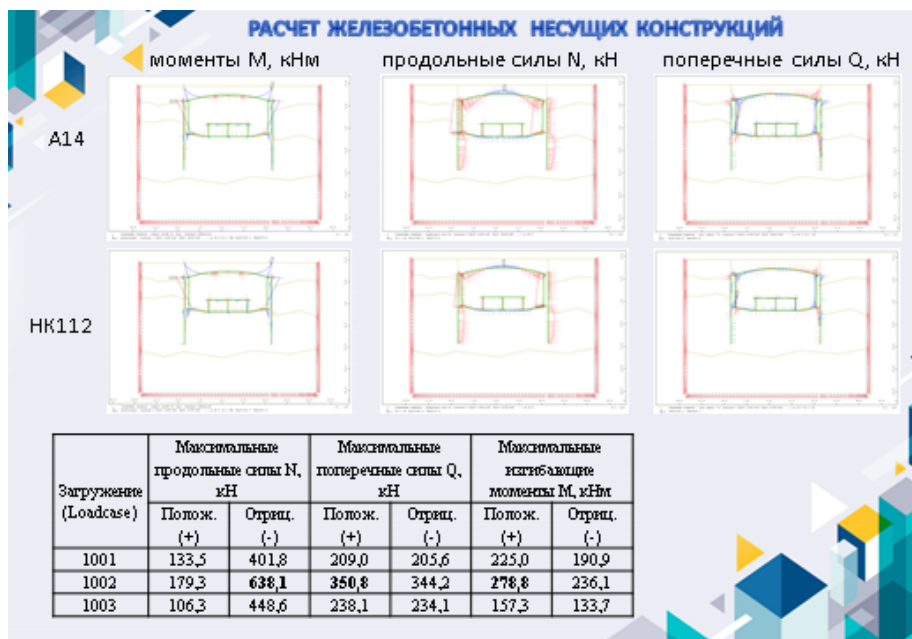 РАСЧЕТ ЖЕЛЕЗОБЕТОННЫХ НЕСУЩИХ КОНСТРУКЦИЙ
моменты М, кНм продольные силы N, кН поперечные силы Q, кН
А14
НК112
Загружение (Loadcase) Максимальные продольные силы N, кН Максимальные поперечные силы Q, кН Максимальные изгибающие моменты М, кНм
Полож. (+) Отриц. (-) Полож. (+) Отриц. (-) Полож. (+) Отриц. (-)
1001 133,5 401,8 209,0 205,6 225,0 190,9
1002 179,3 638,1 350,8 344,2 278,8 236,1
1003 106,3 448,6 238,1 234,1 157,3 133,7